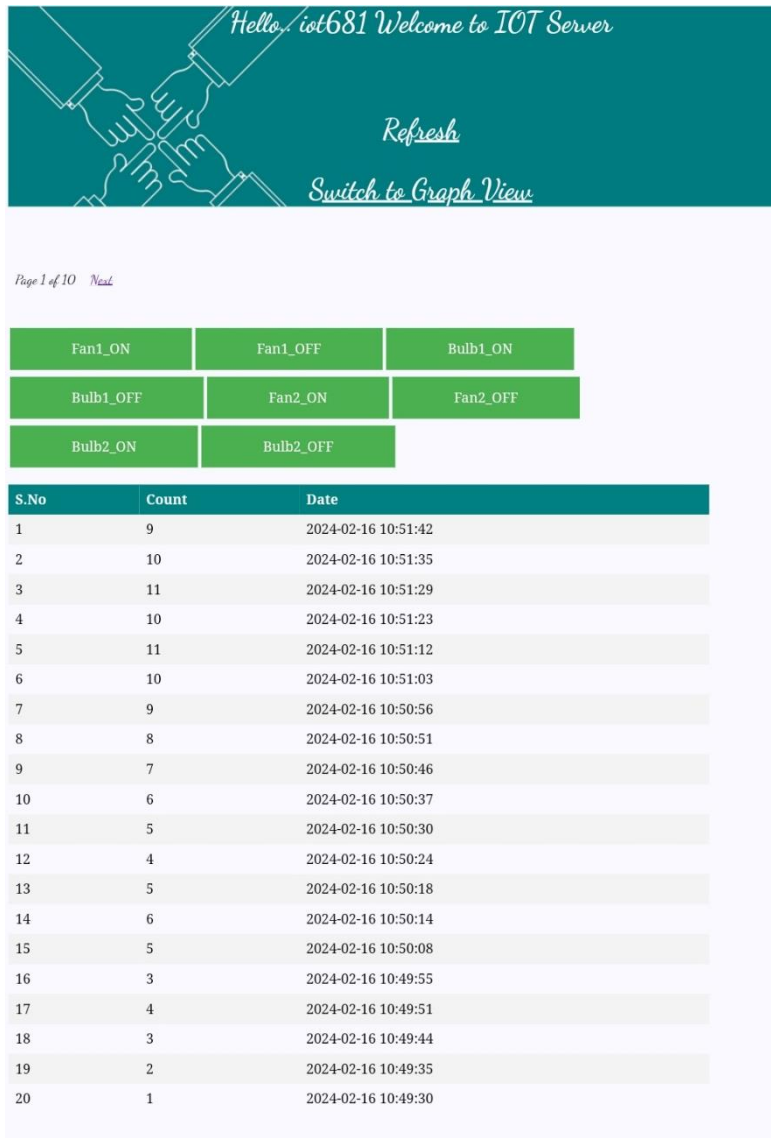 Hello.. iot681 Welcome to IOT Server
Refresh
Switch to Graph View
Page 1 of 10 Next
Fan1_ON Fan1_OFF Bulb1_ON
Bulb1_OFF Fan2_ON Fan2_OFF
Bulb2_ON Bulb2_OFF
S.No Count Date
1 9 2024-02-16 10:51:42
2 10 2024-02-16 10:51:35
3 11 2024-02-16 10:51:29
4 10 2024-02-16 10:51:23
5 11 2024-02-16 10:51:12
6 10 2024-02-16 10:51:03
7 9 2024-02-16 10:50:56
8 8 2024-02-16 10:50:51
9 7 2024-02-16 10:50:46
10 6 2024-02-16 10:50:37
11 5 2024-02-16 10:50:30
12 4 2024-02-16 10:50:24
13 5 2024-02-16 10:50:18
14 6 2024-02-16 10:50:14
15 5 2024-02-16 10:50:08
16 3 2024-02-16 10:49:55
17 4 2024-02-16 10:49:51
18 3 2024-02-16 10:49:44
19 2 2024-02-16 10:49:35
20 1 2024-02-16 10:49:30